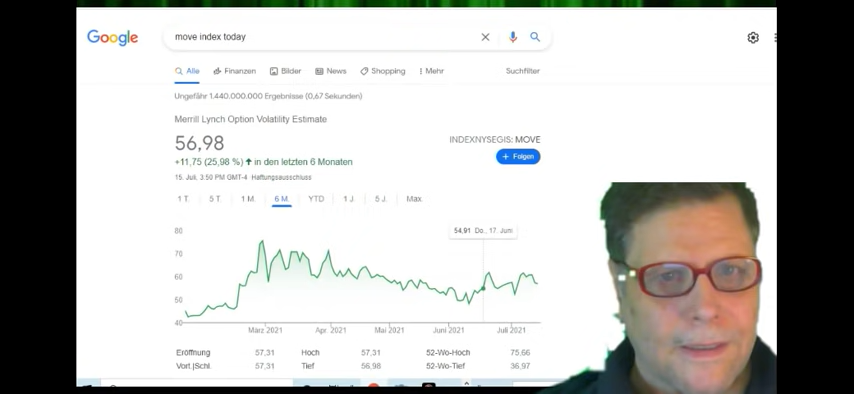 Google
move index today
Alle Finanzen Bilder News Shopping Mehr Suchfilter
Ungefähr 1.440.000.000 Ergebnisse (0,67 Sekunden)
Merrill Lynch Option Volatility Estimate
56,98
INDEXNYSEGIS: MOVE
+ Folgen
+11,75 (25,98 %) ↑ in den letzten 6 Monaten
15. Juli, 3:50 PM GMT-4 Haftungsausschluss
1 T. 5 T. 1 M. 6 M. YTD 1 J. 5 J. Max.
54,91 Do., 17. Juni
80
70
60
50
40
März 2021 Apr. 2021 Mai 2021 Juni 2021 Juli 2021
Eröffnung 57,31 Hoch 57,31 52-Wo-Hoch 75,66
Vort.|Schl. 57,31 Tief 56,98 52-Wo-Tief 36,97